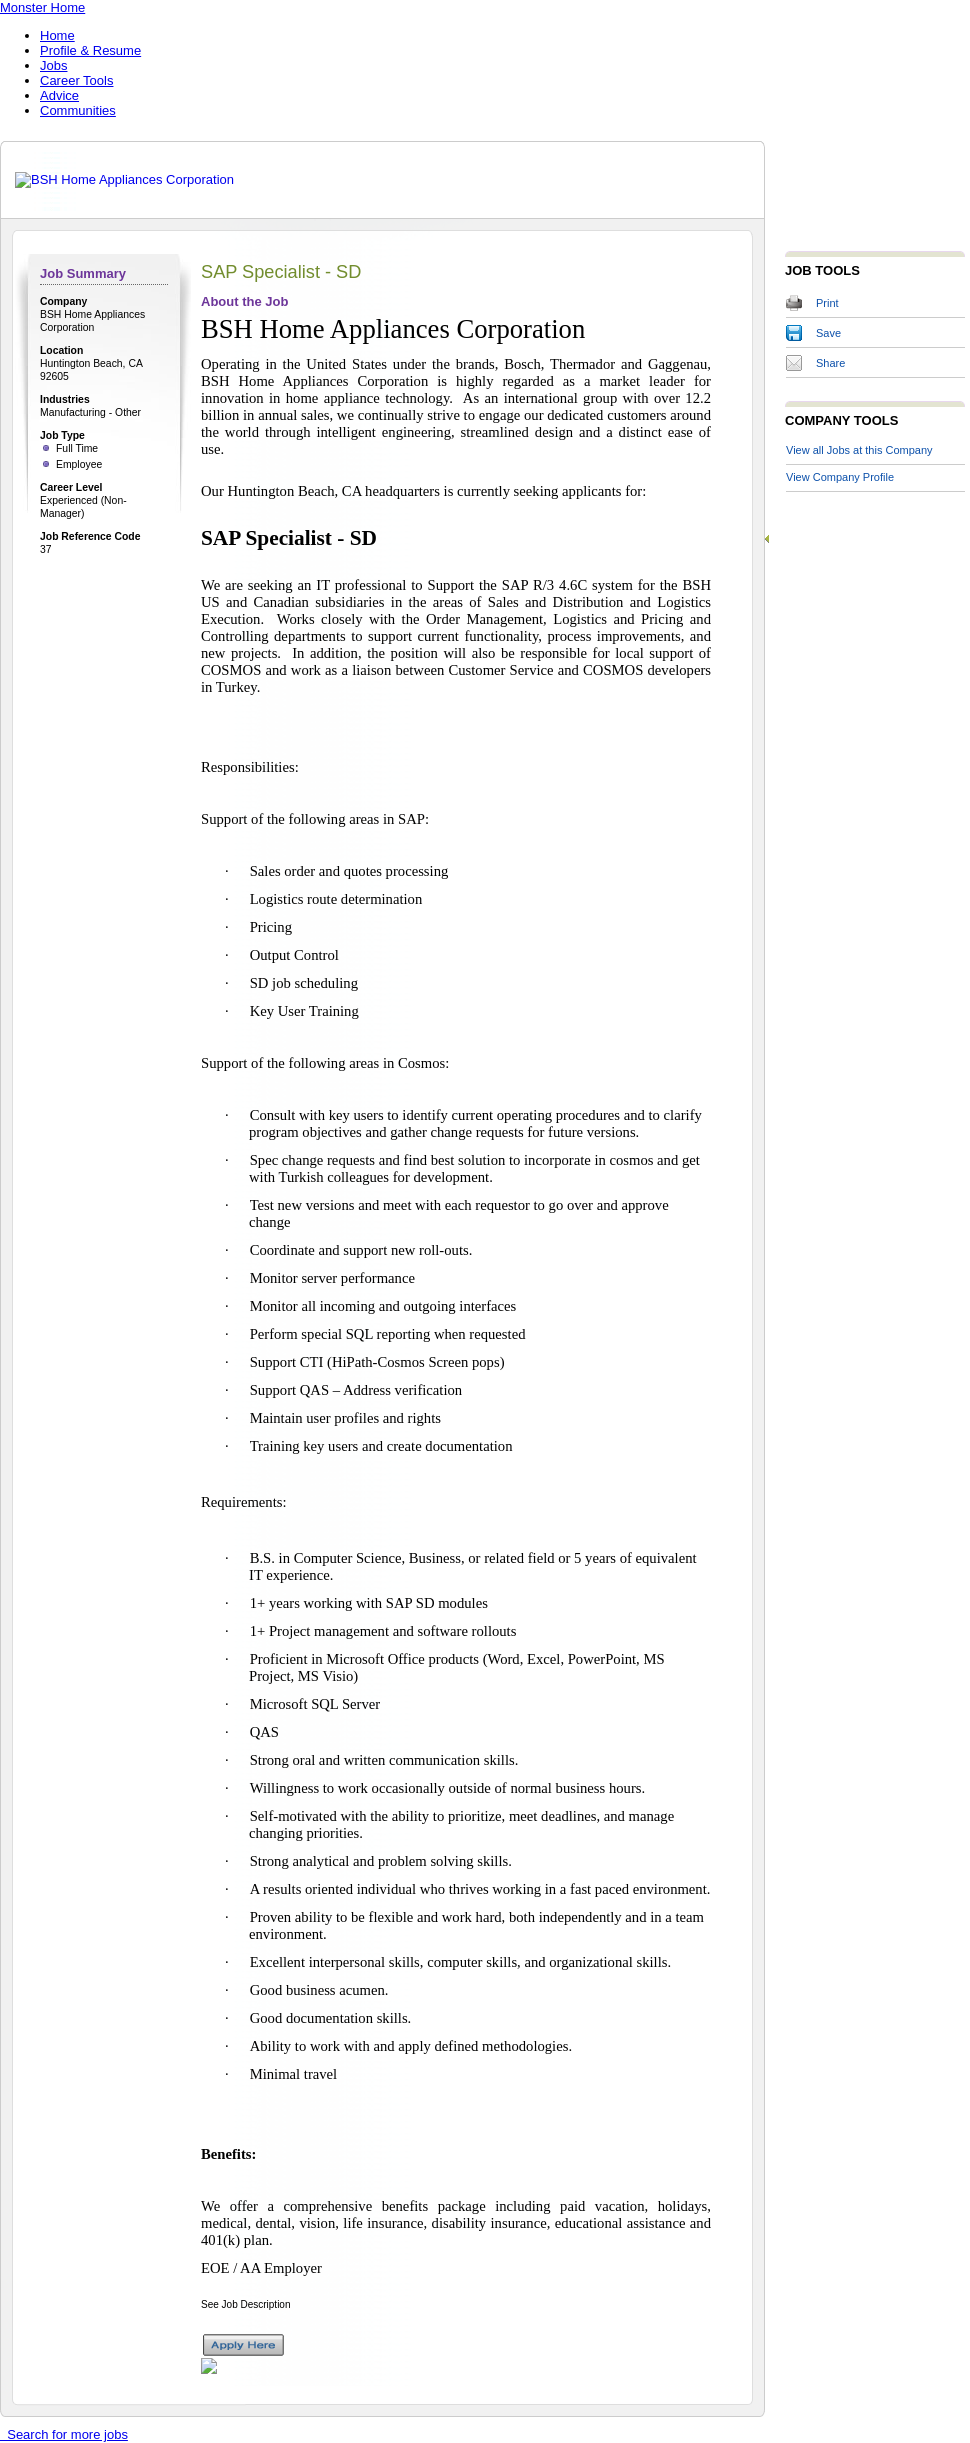 Monster Home
Home
Profile & Resume
Jobs
Career Tools
Advice
Communities
BSH Home Appliances Corporation
Job Summary
Company
BSH Home Appliances
Corporation
Location
Huntington Beach, CA
92605
Industries
Manufacturing - Other
Job Type
Full Time
Employee
Career Level
Experienced (Non-
Manager)
Job Reference Code
37
SAP Specialist - SD
About the Job
BSH Home Appliances Corporation
Operating in the United States under the brands, Bosch, Thermador and Gaggenau,
BSH Home Appliances Corporation is highly regarded as a market leader for
innovation in home appliance technology.  As an international group with over 12.2
billion in annual sales, we continually strive to engage our dedicated customers around
the world through intelligent engineering, streamlined design and a distinct ease of
use.
Our Huntington Beach, CA headquarters is currently seeking applicants for:
SAP Specialist - SD
We are seeking an IT professional to Support the SAP R/3 4.6C system for the BSH
US and Canadian subsidiaries in the areas of Sales and Distribution and Logistics
Execution.  Works closely with the Order Management, Logistics and Pricing and
Controlling departments to support current functionality, process improvements, and
new projects.  In addition, the position will also be responsible for local support of
COSMOS and work as a liaison between Customer Service and COSMOS developers
in Turkey.
Responsibilities:
Support of the following areas in SAP:
· Sales order and quotes processing
· Logistics route determination
· Pricing
· Output Control
· SD job scheduling
· Key User Training
Support of the following areas in Cosmos:
· Consult with key users to identify current operating procedures and to clarify
program objectives and gather change requests for future versions.
· Spec change requests and find best solution to incorporate in cosmos and get
with Turkish colleagues for development.
· Test new versions and meet with each requestor to go over and approve
change
· Coordinate and support new roll-outs.
· Monitor server performance
· Monitor all incoming and outgoing interfaces
· Perform special SQL reporting when requested
· Support CTI (HiPath-Cosmos Screen pops)
· Support QAS – Address verification
· Maintain user profiles and rights
· Training key users and create documentation
Requirements:
· B.S. in Computer Science, Business, or related field or 5 years of equivalent
IT experience.
· 1+ years working with SAP SD modules
· 1+ Project management and software rollouts
· Proficient in Microsoft Office products (Word, Excel, PowerPoint, MS
Project, MS Visio)
· Microsoft SQL Server
· QAS
· Strong oral and written communication skills.
· Willingness to work occasionally outside of normal business hours.
· Self-motivated with the ability to prioritize, meet deadlines, and manage
changing priorities.
· Strong analytical and problem solving skills.
· A results oriented individual who thrives working in a fast paced environment.
· Proven ability to be flexible and work hard, both independently and in a team
environment.
· Excellent interpersonal skills, computer skills, and organizational skills.
· Good business acumen.
· Good documentation skills.
· Ability to work with and apply defined methodologies.
· Minimal travel
Benefits:
We offer a comprehensive benefits package including paid vacation, holidays,
medical, dental, vision, life insurance, disability insurance, educational assistance and
401(k) plan.
EOE / AA Employer
See Job Description
Apply Here
JOB TOOLS
Print
Save
Share
COMPANY TOOLS
View all Jobs at this Company
View Company Profile
Search for more jobs